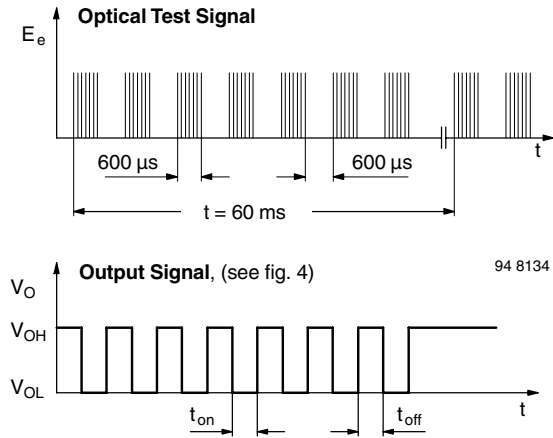 Optical Test Signal
E e
t
600 µs
600 µs
t = 60 ms
Output Signal, (see fig. 4)
94 8134
V O
V OH
V OL
t
t on
t off